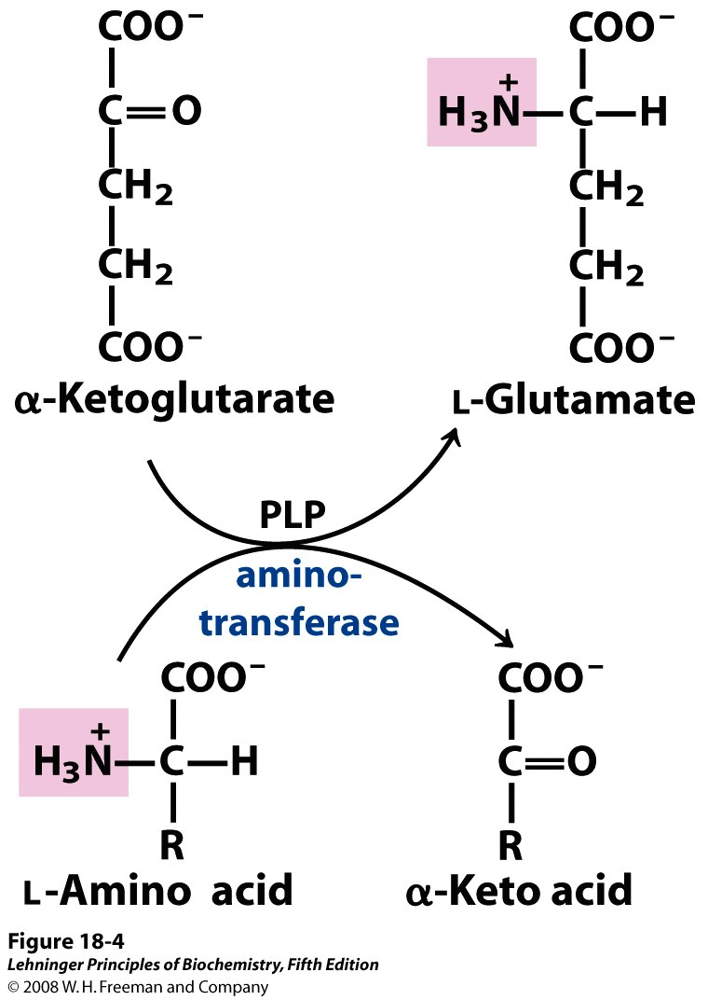 COO⁻ COO⁻
C=O H₃N⁺—C—H
CH₂ CH₂
CH₂ CH₂
COO⁻ COO⁻
α-Ketoglutarate L-Glutamate
PLP
amino-
transferase
COO⁻ COO⁻
H₃N⁺—C—H C=O
R R
L-Amino acid α-Keto acid
Figure 18-4
Lehninger Principles of Biochemistry, Fifth Edition
© 2008 W. H. Freeman and Company